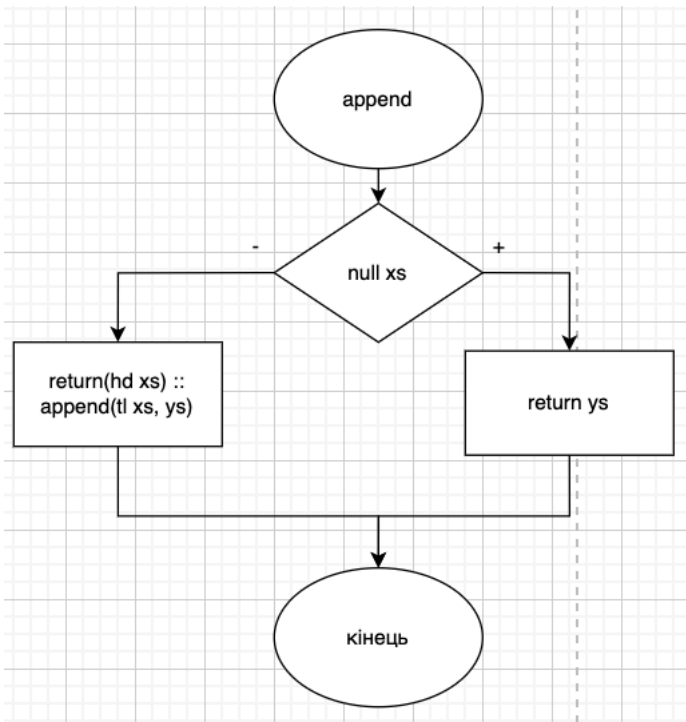 append
null xs
-
+
return(hd xs) ::
append(tl xs, ys)
return ys
кінець